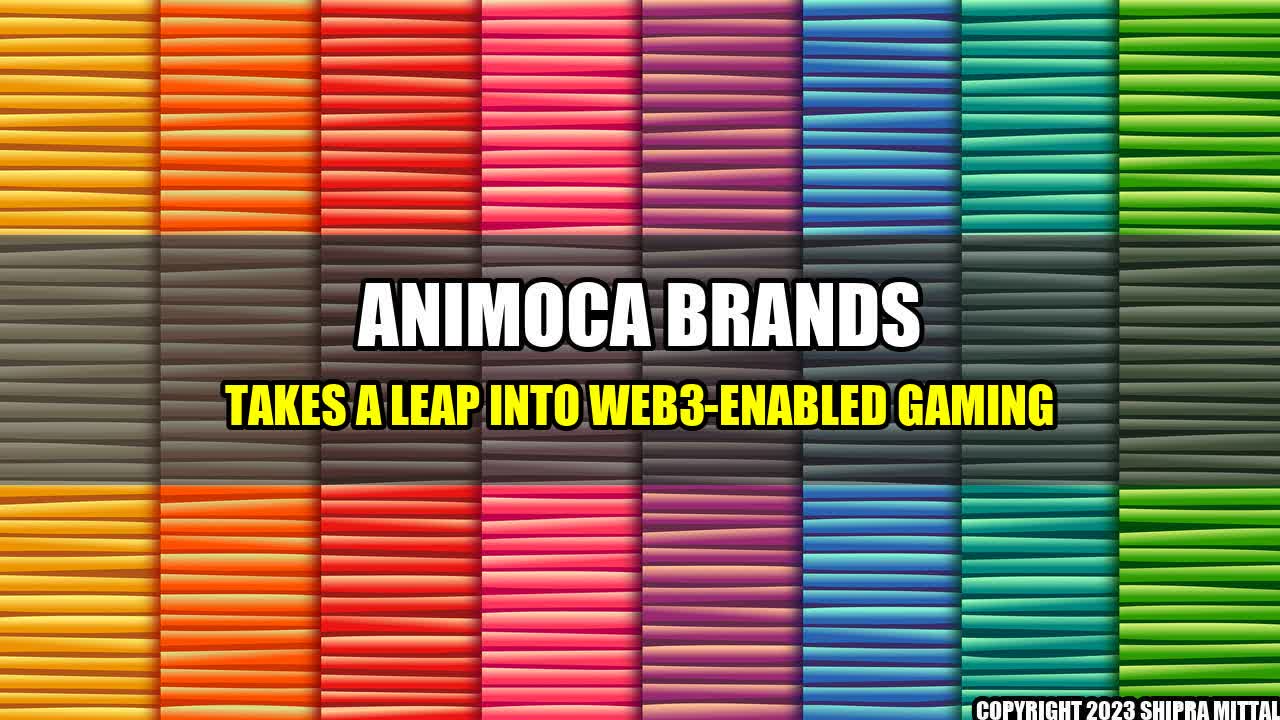 ANIMOCA BRANDS
TAKES A LEAP INTO WEB3-ENABLED GAMING
COPYRIGHT 2023 SHIPRA MITTAL